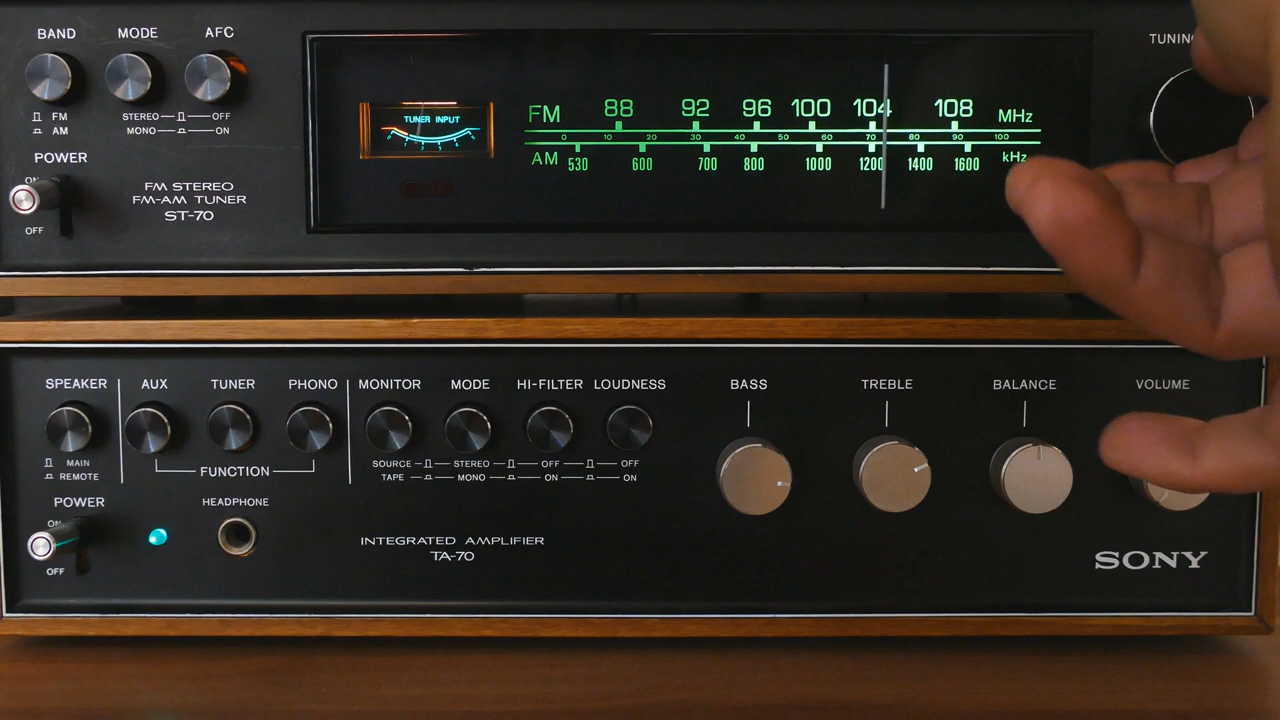 BAND MODE AFC
FM STEREO OFF
AM MONO ON
POWER
ON
OFF
FM STEREO
FM-AM TUNER
ST-70
TUNER INPUT
FM 88 92 96 100 104 108 MHz
0 10 20 30 40 50 60 70 80 90 100
AM 530 600 700 800 1000 1200 1400 1600 kHz
SPEAKER AUX TUNER PHONO MONITOR MODE HI-FILTER LOUDNESS BASS TREBLE BALANCE VOLUME
MAIN SOURCE STEREO OFF OFF
REMOTE FUNCTION TAPE MONO ON ON
POWER HEADPHONE
ON
OFF
INTEGRATED AMPLIFIER
TA-70
SONY